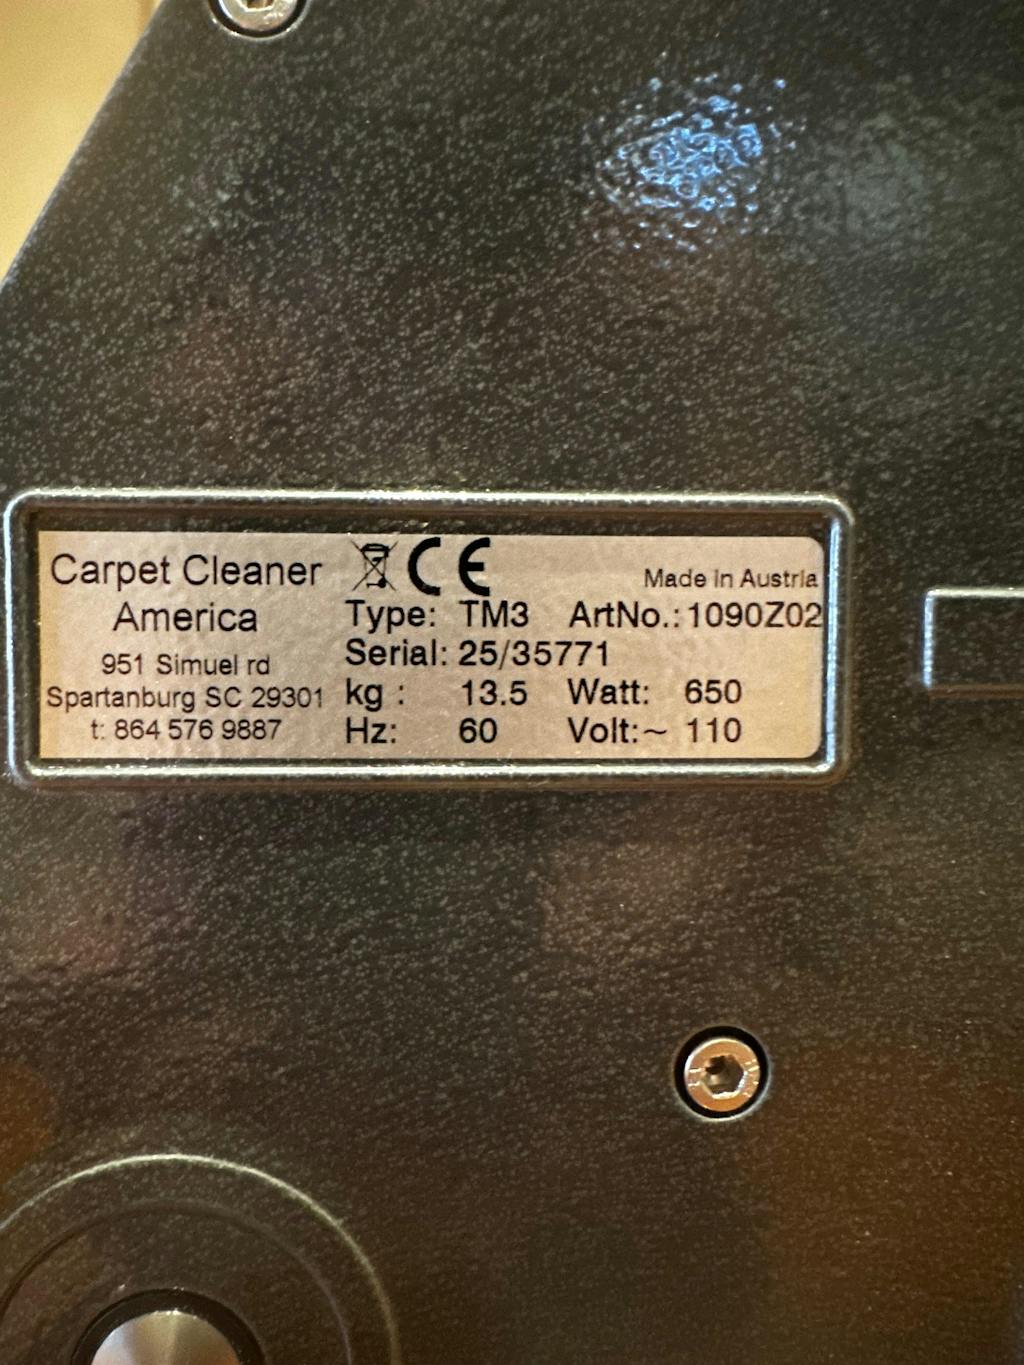 Carpet Cleaner
America
951 Simuel rd
Spartanburg SC 29301
t: 864 576 9887
CE
Made in Austria
Type: TM3 ArtNo.: 1090Z02
Serial: 25/35771
kg : 13.5 Watt: 650
Hz: 60 Volt:~ 110